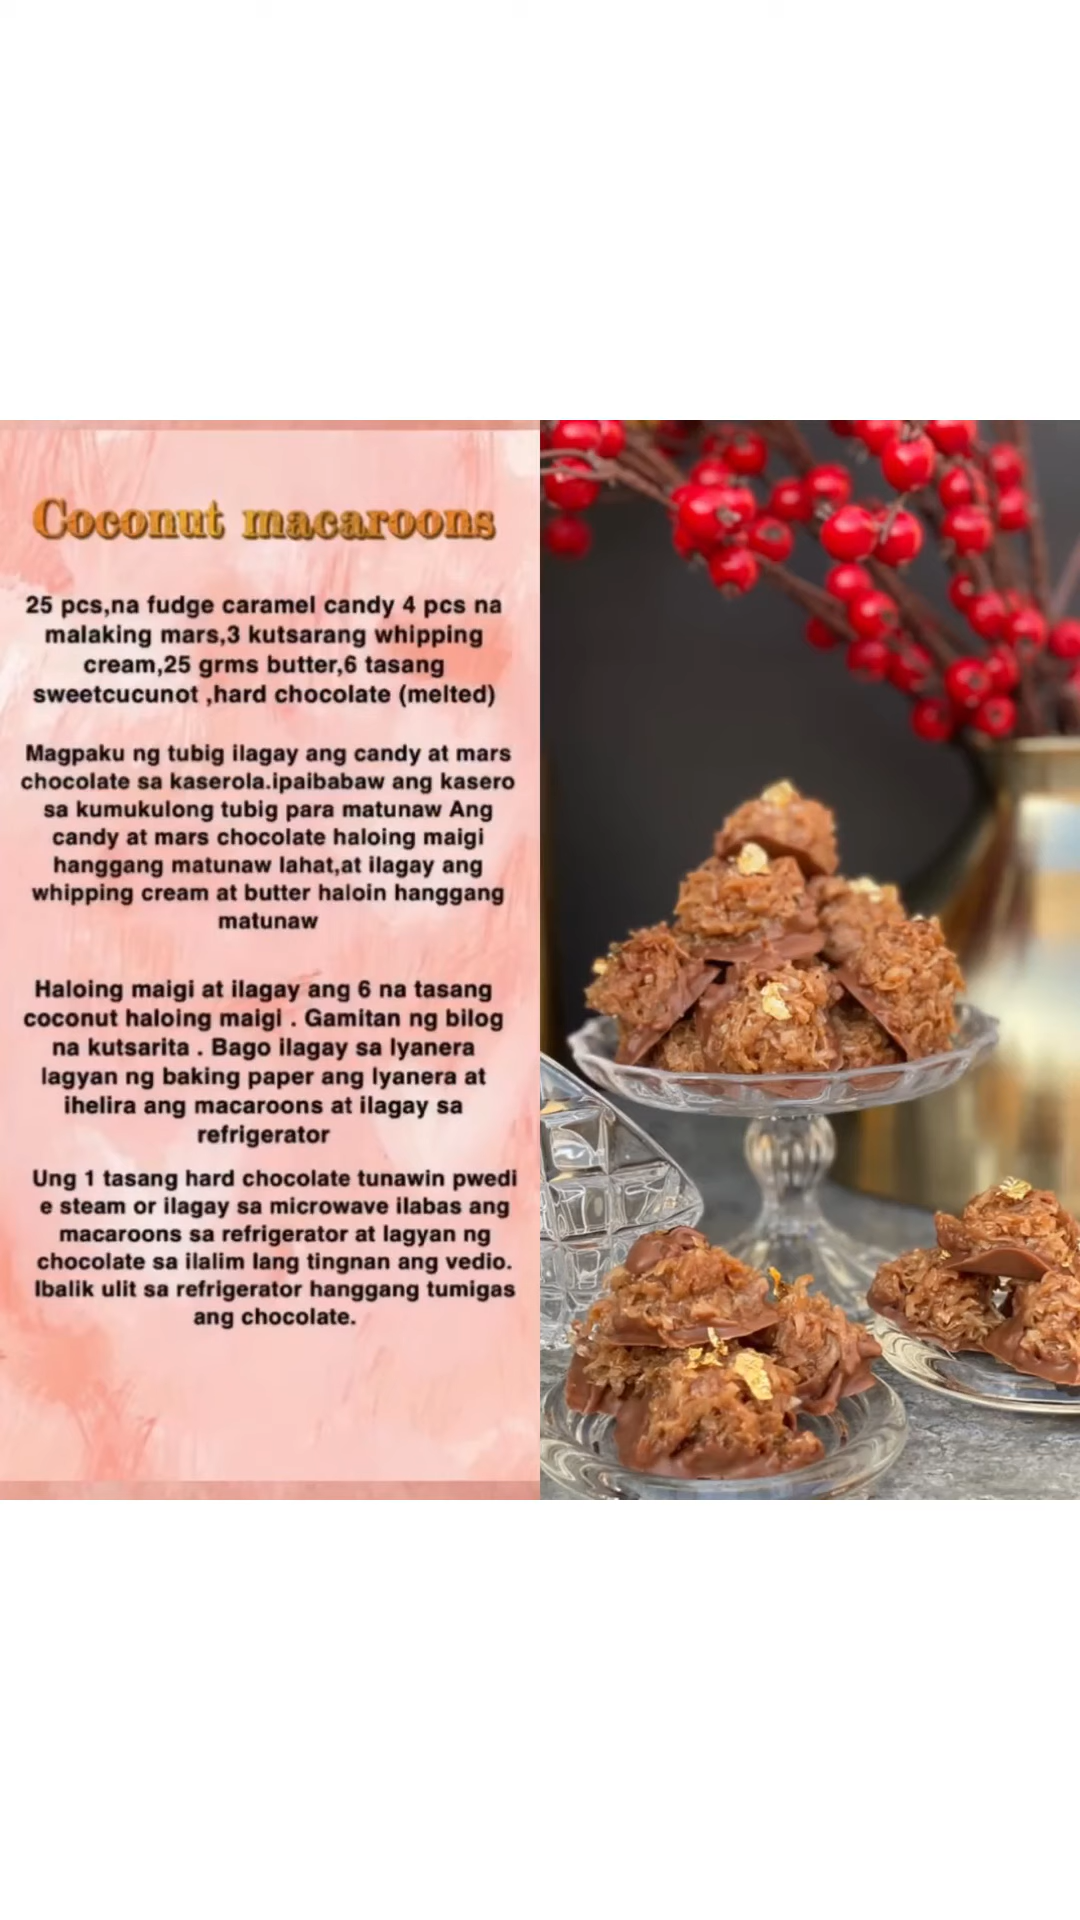 Coconut macaroons
25 pcs,na fudge caramel candy 4 pcs na
malaking mars,3 kutsarang whipping
cream,25 grms butter,6 tasang
sweetcucunot ,hard chocolate (melted)
Magpaku ng tubig ilagay ang candy at mars
chocolate sa kaserola.ipaibabaw ang kasero
sa kumukulong tubig para matunaw Ang
candy at mars chocolate haloing maigi
hanggang matunaw lahat,at ilagay ang
whipping cream at butter haloin hanggang
matunaw
Haloing maigi at ilagay ang 6 na tasang
coconut haloing maigi . Gamitan ng bilog
na kutsarita . Bago ilagay sa lyanera
lagyan ng baking paper ang lyanera at
ihelira ang macaroons at ilagay sa
refrigerator
Ung 1 tasang hard chocolate tunawin pwedi
e steam or ilagay sa microwave ilabas ang
macaroons sa refrigerator at lagyan ng
chocolate sa ilalim lang tingnan ang vedio.
Ibalik ulit sa refrigerator hanggang tumigas
ang chocolate.